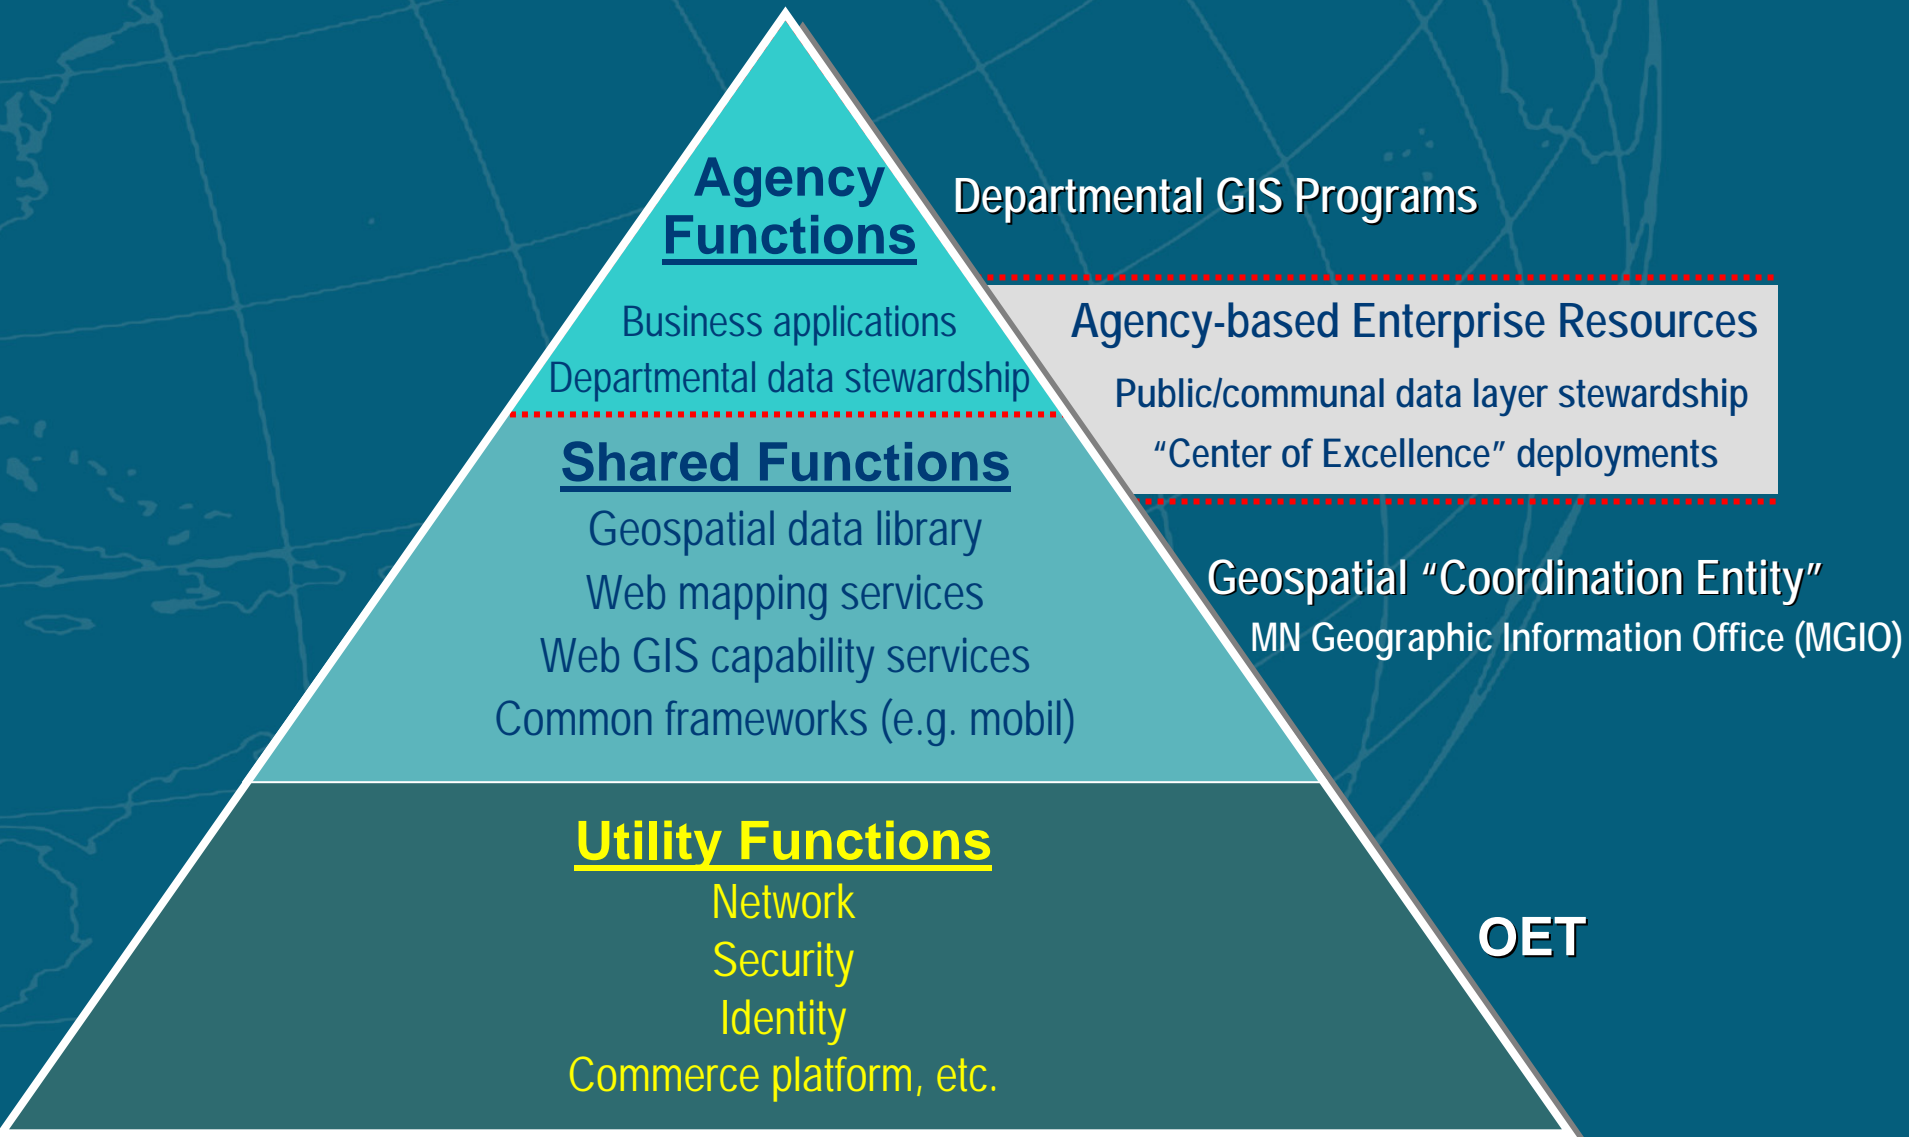 Agency
Functions
Business applications
Departmental data stewardship
Shared Functions
Geospatial data library
Web mapping services
Web GIS capability services
Common frameworks (e.g. mobil)
Utility Functions
Network
Security
Identity
Commerce platform, etc.
Departmental GIS Programs
Agency-based Enterprise Resources
Public/communal data layer stewardship
“Center of Excellence” deployments
Geospatial “Coordination Entity”
MN Geographic Information Office (MGIO)
OET